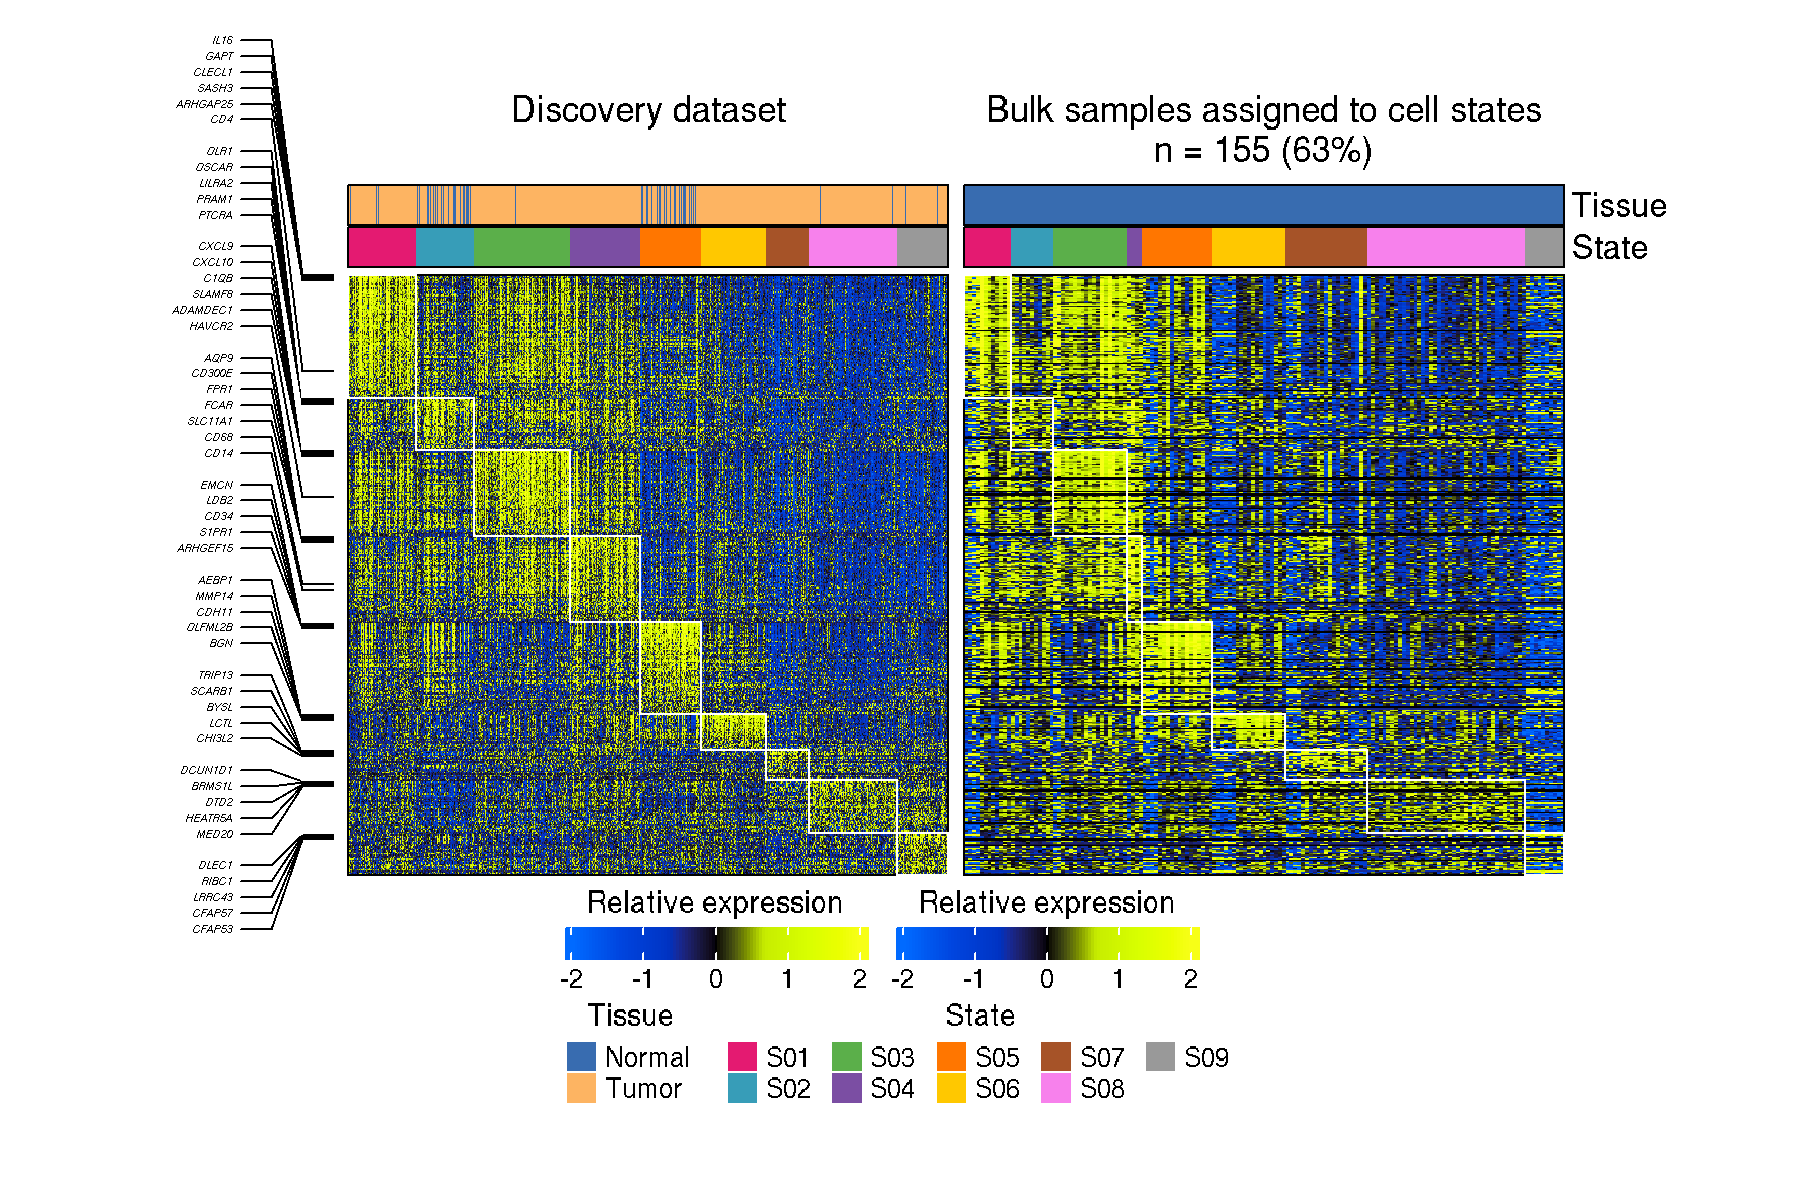 IL16
GAPT
CLECL1
SASH3
ARHGAP25
CD4
OLR1
OSCAR
LILRA2
PRAM1
PTCRA
CXCL9
CXCL10
C1QB
SLAMF8
ADAMDEC1
HAVCR2
AQP9
CD300E
FPR1
FCAR
SLC11A1
CD68
CD14
EMCN
LDB2
CD34
S1PR1
ARHGEF15
AEBP1
MMP14
CDH11
OLFML2B
BGN
TRIP13
SCARB1
BYSL
LCTL
CHI3L2
DCUN1D1
BRMS1L
DTD2
HEATR5A
MED20
DLEC1
RIBC1
LRRC43
CFAP57
CFAP53
Discovery dataset
Bulk samples assigned to cell states
n = 155 (63%)
Tissue
State
Relative expression
-2 -1 0 1 2
Relative expression
-2 -1 0 1 2
Tissue
Normal
Tumor
State
S01 S03 S05 S07 S09
S02 S04 S06 S08